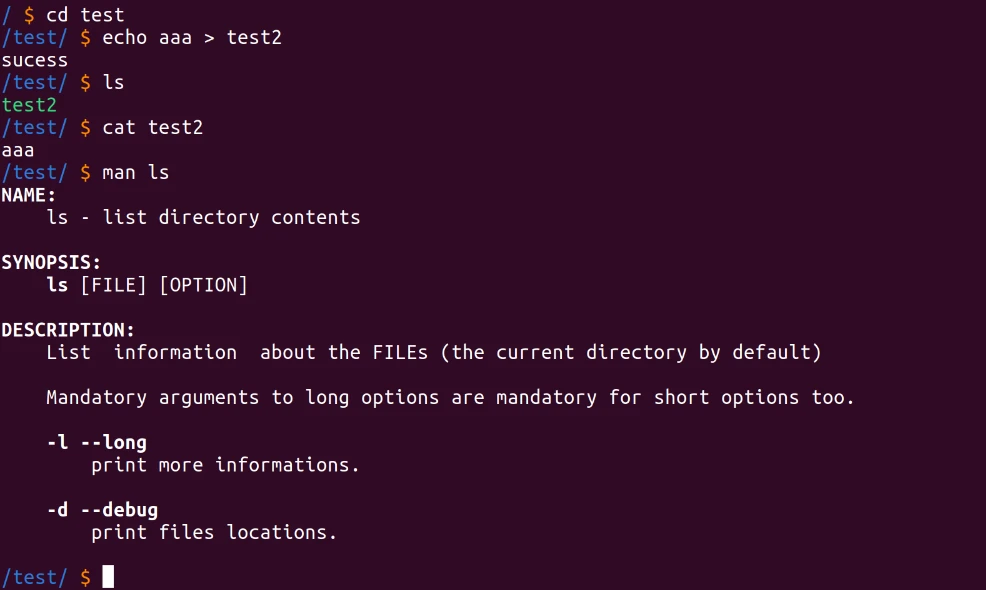 / $ cd test
/test/ $ echo aaa > test2
sucess
/test/ $ ls
test2
/test/ $ cat test2
aaa
/test/ $ man ls
NAME:
    ls - list directory contents

SYNOPSIS:
    ls [FILE] [OPTION]

DESCRIPTION:
    List  information  about the FILEs (the current directory by default)

    Mandatory arguments to long options are mandatory for short options too.

    -l --long
        print more informations.

    -d --debug
        print files locations.

/test/ $